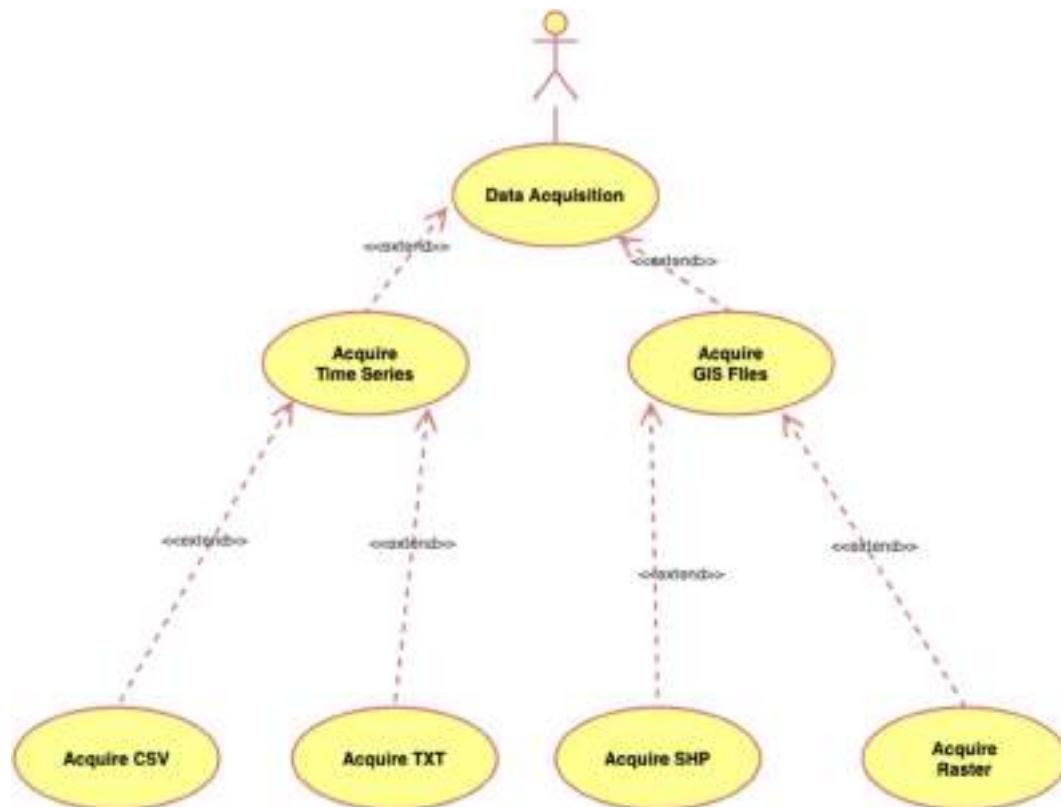 Data Acquisition
<<extend>>
<<extend>>
Acquire
Time Series
Acquire
GIS Files
<<extend>>
<<extend>>
<<extend>>
<<extend>>
Acquire CSV
Acquire TXT
Acquire SHP
Acquire
Raster